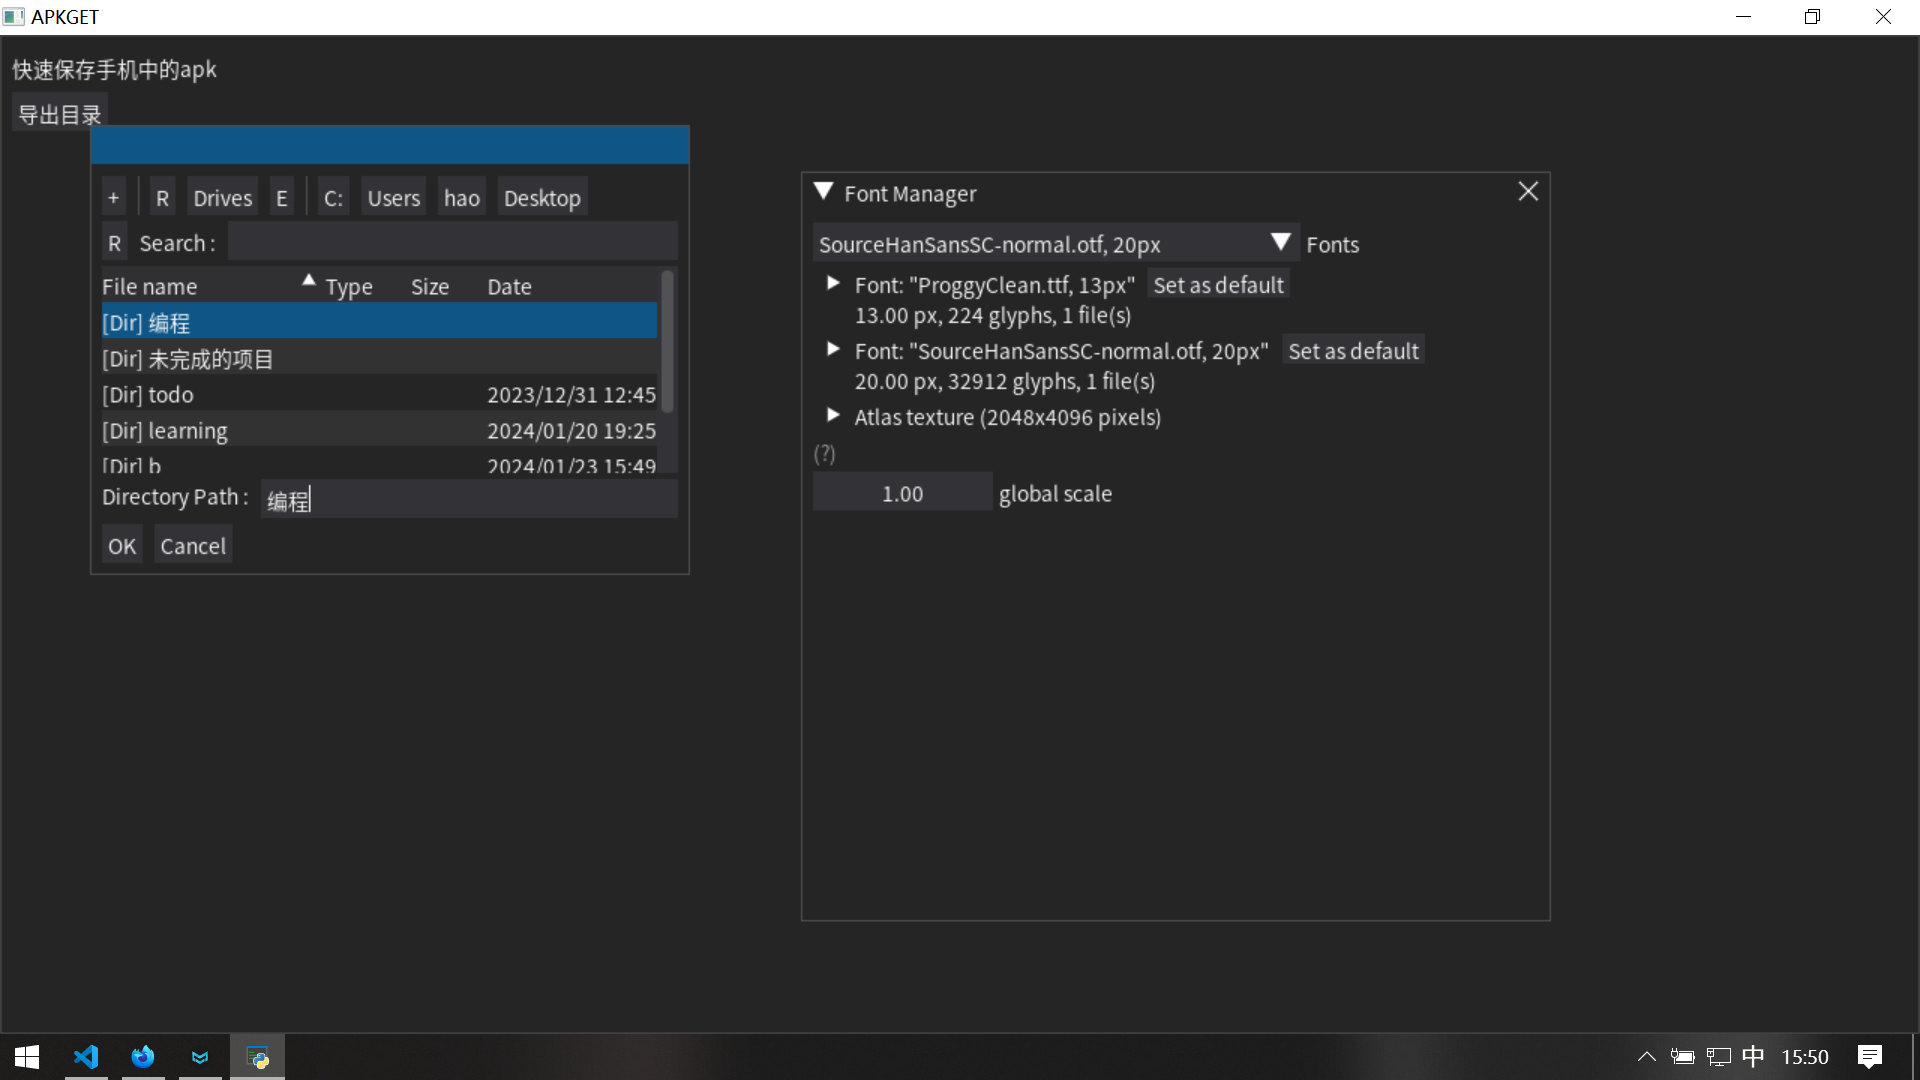 APKGET
快速保存手机中的apk
导出目录
+ R Drives E C: Users hao Desktop
R Search :
File name Type Size Date
[Dir] 编程
[Dir] 未完成的项目
[Dir] todo 2023/12/31 12:45
[Dir] learning 2024/01/20 19:25
[Dir] b 2024/01/23 15:49
Directory Path : 编程
OK Cancel
Font Manager
SourceHanSansSC-normal.otf, 20px Fonts
Font: "ProggyClean.ttf, 13px" Set as default
13.00 px, 224 glyphs, 1 file(s)
Font: "SourceHanSansSC-normal.otf, 20px" Set as default
20.00 px, 32912 glyphs, 1 file(s)
Atlas texture (2048x4096 pixels)
(?)
1.00 global scale
中 15:50